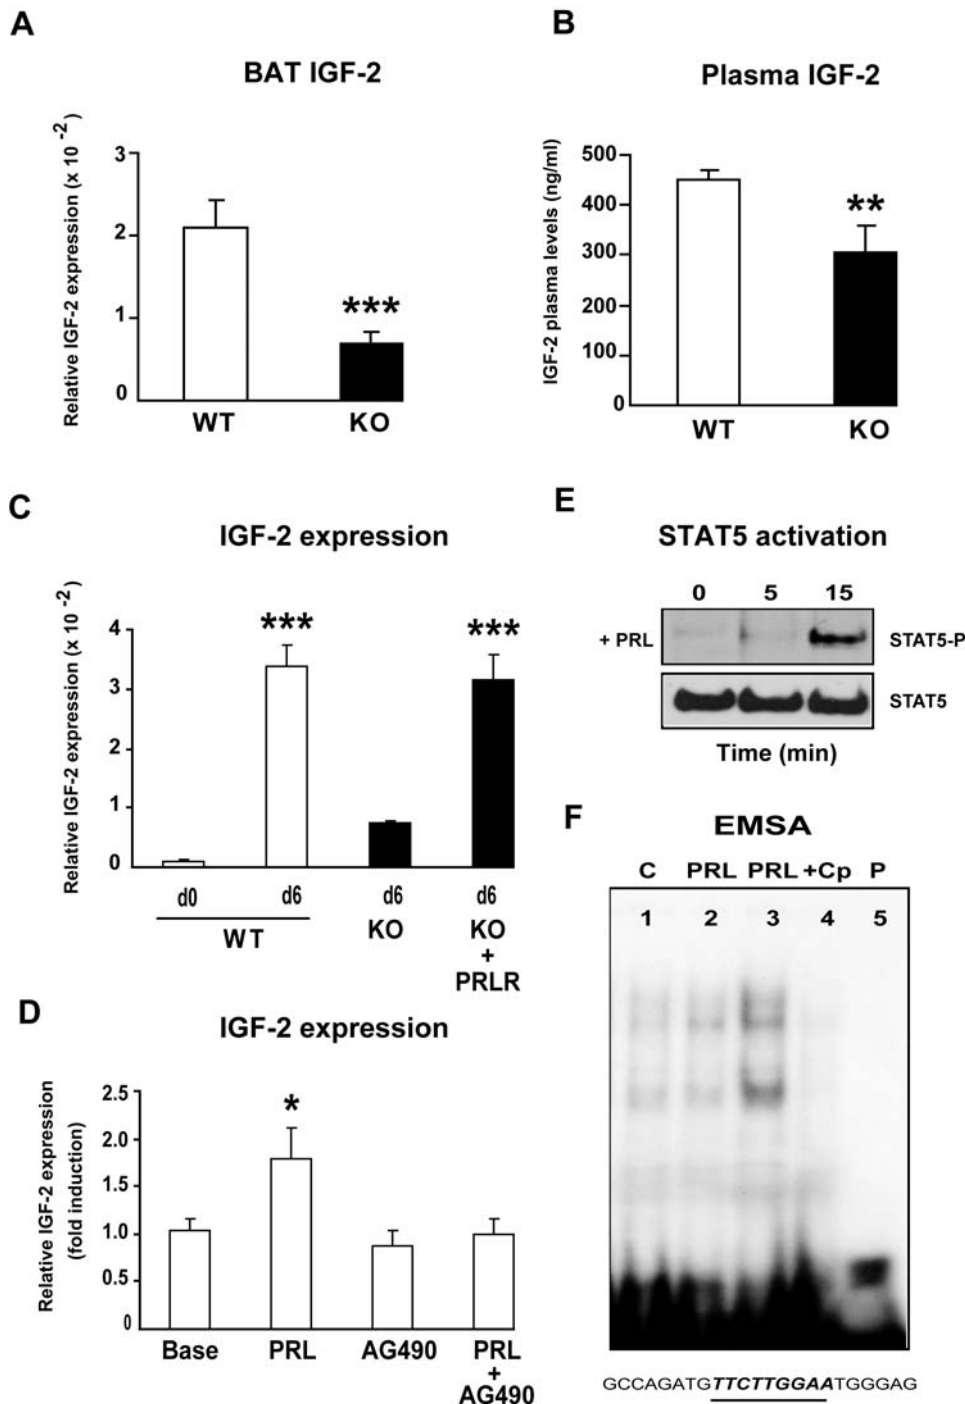 A
BAT IGF-2
Relative IGF-2 expression (x 10 -2)
3
2
1
0
***
WT KO
B
Plasma IGF-2
IGF-2 plasma levels (ng/ml)
500
400
300
200
100
0
**
WT KO
C
IGF-2 expression
Relative IGF-2 expression (x 10 -2)
4
3
2
1
0
*** ***
d0 d6 d6 d6
WT KO KO
+
PRLR
D
IGF-2 expression
Relative IGF-2 expression
(fold induction)
2.5
2.0
1.5
1.0
0.5
0
*
Base PRL AG490 PRL
+
AG490
E
STAT5 activation
0 5 15
+ PRL STAT5-P
STAT5
Time (min)
F
EMSA
C PRL PRL +Cp P
1 2 3 4 5
GCCAGATGTTCTTGGAATGGGAG